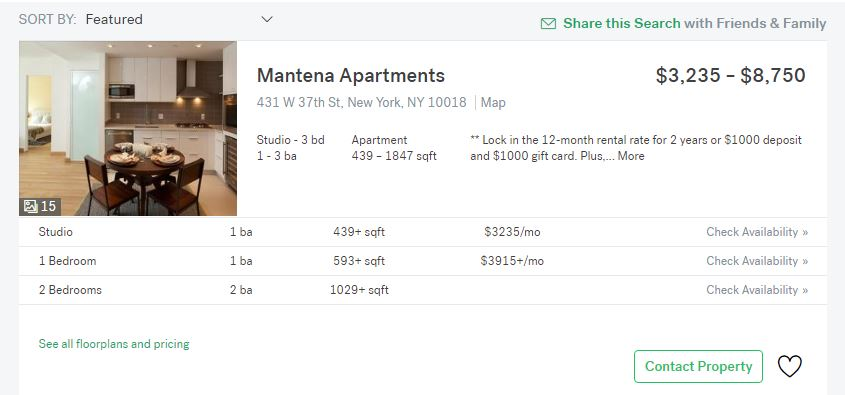 SORT BY: Featured
Share this Search with Friends & Family
Mantena Apartments
$3,235 – $8,750
431 W 37th St, New York, NY 10018 | Map
Studio - 3 bd
1 - 3 ba
Apartment
439 – 1847 sqft
** Lock in the 12-month rental rate for 2 years or $1000 deposit
and $1000 gift card. Plus,... More
15
Studio 1 ba 439+ sqft $3235/mo Check Availability »
1 Bedroom 1 ba 593+ sqft $3915+/mo Check Availability »
2 Bedrooms 2 ba 1029+ sqft Check Availability »
See all floorplans and pricing
Contact Property